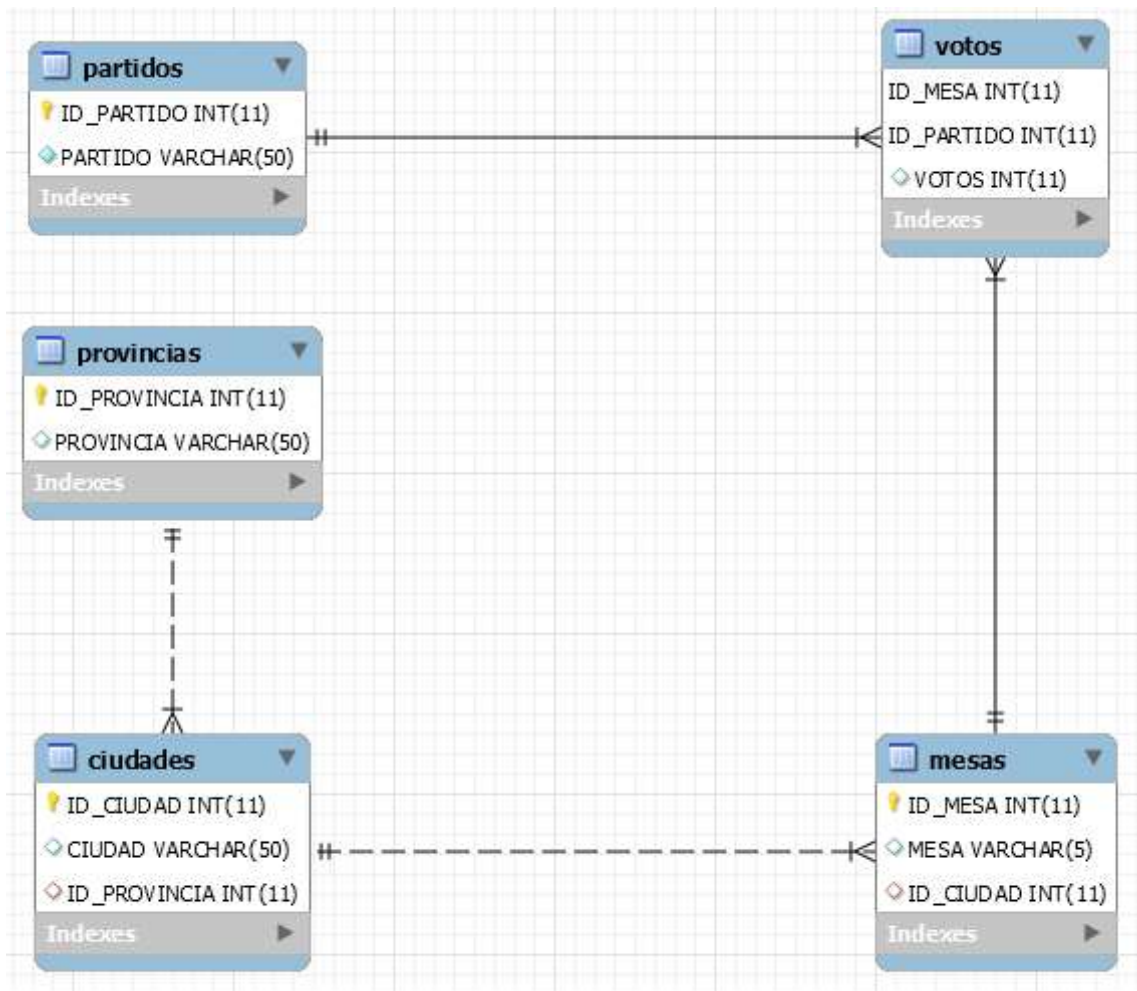 partidos
ID_PARTIDO INT(11)
PARTIDO VARCHAR(50)
Indexes
votos
ID_MESA INT(11)
ID_PARTIDO INT(11)
VOTOS INT(11)
Indexes
provincias
ID_PROVINCIA INT(11)
PROVINCIA VARCHAR(50)
Indexes
ciudades
ID_CIUDAD INT(11)
CIUDAD VARCHAR(50)
ID_PROVINCIA INT(11)
Indexes
mesas
ID_MESA INT(11)
MESA VARCHAR(5)
ID_CIUDAD INT(11)
Indexes